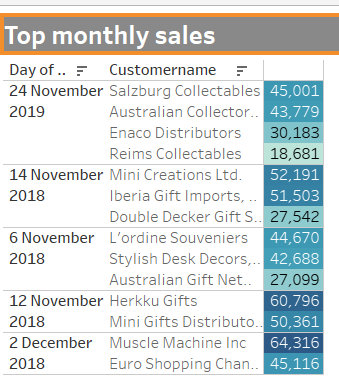 Top monthly sales
Day of .. Customername
24 November Salzburg Collectables 45,001
2019 Australian Collector.. 43,779
Enaco Distributors 30,183
Reims Collectables 18,681
14 November Mini Creations Ltd. 52,191
2018 Iberia Gift Imports, .. 51,503
Double Decker Gift S.. 27,542
6 November L'ordine Souveniers 44,670
2018 Stylish Desk Decors,.. 42,688
Australian Gift Net.. 27,099
12 November Herkku Gifts 60,796
2018 Mini Gifts Distributo.. 50,361
2 December Muscle Machine Inc 64,316
2018 Euro Shopping Chan.. 45,116